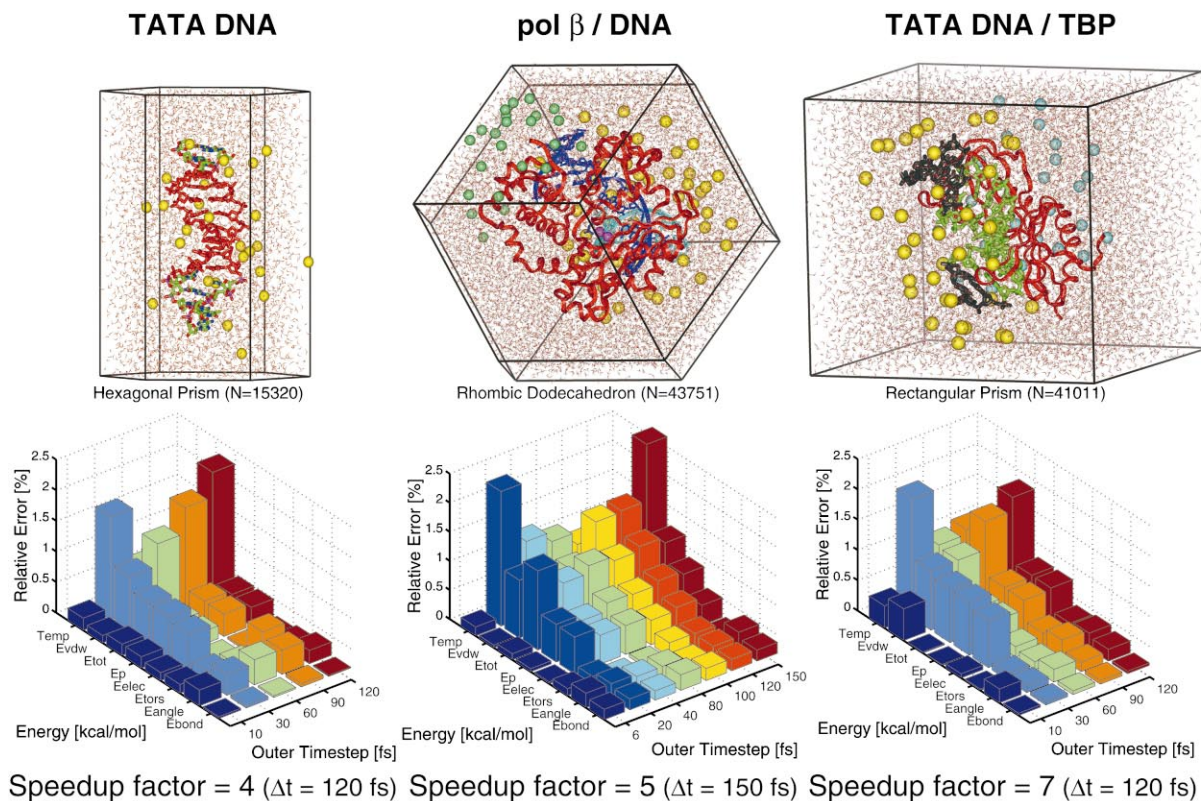 TATA DNA
pol β / DNA
TATA DNA / TBP
Hexagonal Prism (N=15320)
Rhombic Dodecahedron (N=43751)
Rectangular Prism (N=41011)
Relative Error [%]
2.5
2
1.5
1
0.5
0
Temp
Evdw
Etot
Ep
Eelec
Etors
Eangle
Ebond
Energy [kcal/mol]
10
30
60
90
120
Outer Timestep [fs]
Relative Error [%]
2.5
2
1.5
1
0.5
0
Temp
Evdw
Etot
Ep
Eelec
Etors
Eangle
Ebond
Energy [kcal/mol]
6
20
40
80
100
120
150
Outer Timestep [fs]
Relative Error [%]
2.5
2
1.5
1
0.5
0
Temp
Evdw
Etot
Ep
Eelec
Etors
Eangle
Ebond
Energy [kcal/mol]
10
30
60
90
120
Outer Timestep [fs]
Speedup factor = 4 (Δt = 120 fs)
Speedup factor = 5 (Δt = 150 fs)
Speedup factor = 7 (Δt = 120 fs)